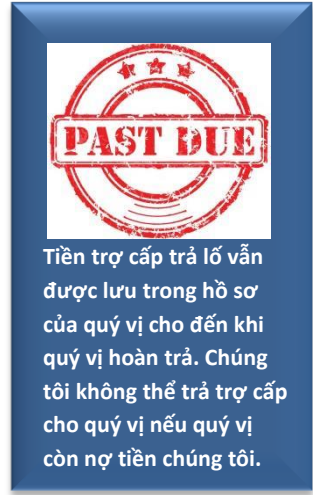 PAST DUE
Tiền trợ cấp trả lố vẫn
được lưu trong hồ sơ
của quý vị cho đến khi
quý vị hoàn trả. Chúng
tôi không thể trả trợ cấp
cho quý vị nếu quý vị
còn nợ tiền chúng tôi.